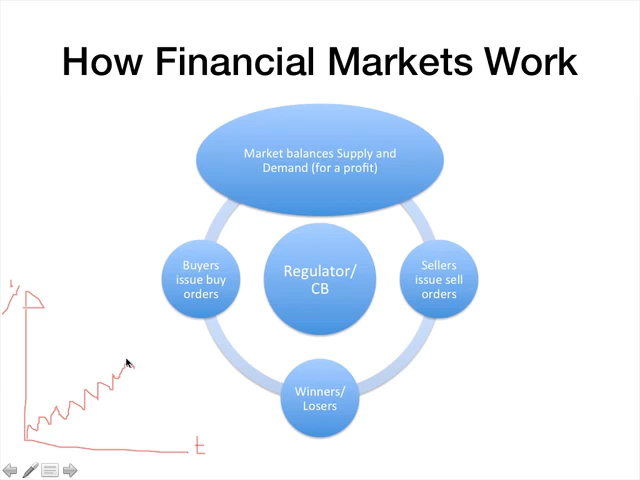 How Financial Markets Work
Market balances Supply and
Demand (for a profit)
Buyers
issue buy
orders
Regulator/
CB
Sellers
issue sell
orders
Winners/
Losers
t